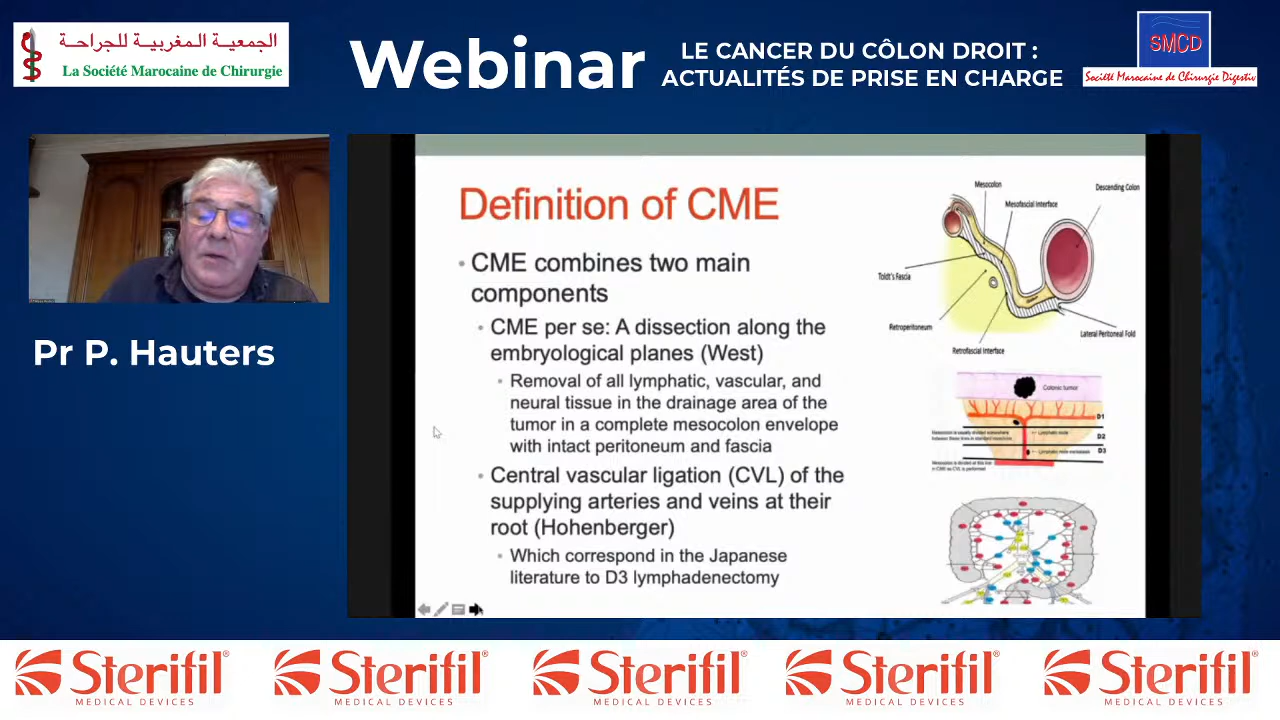 الجمعية المغربية للجراحة
La Société Marocaine de Chirurgie
Webinar
LE CANCER DU CÔLON DROIT :
ACTUALITÉS DE PRISE EN CHARGE
SMCD
Société Marocaine de Chirurgie Digestiv
Pr P. Hauters
Definition of CME
• CME combines two main
components
• CME per se: A dissection along the
embryological planes (West)
• Removal of all lymphatic, vascular, and
neural tissue in the drainage area of the
tumor in a complete mesocolon envelope
with intact peritoneum and fascia
• Central vascular ligation (CVL) of the
supplying arteries and veins at their
root (Hohenberger)
• Which correspond in the Japanese
literature to D3 lymphadenectomy
Mesocolon
Descending Colon
Mesofascial Interface
Toldt's Fascia
Retroperitoneum
Lateral Peritoneal Fold
Retrofascial Interface
Colonic tumor
D1
D2
D3
Sterifil®
MEDICAL DEVICES
Sterifil®
MEDICAL DEVICES
Sterifil®
MEDICAL DEVICES
Sterifil®
MEDICAL DEVICES
Sterifil®
MEDICAL DEVICES